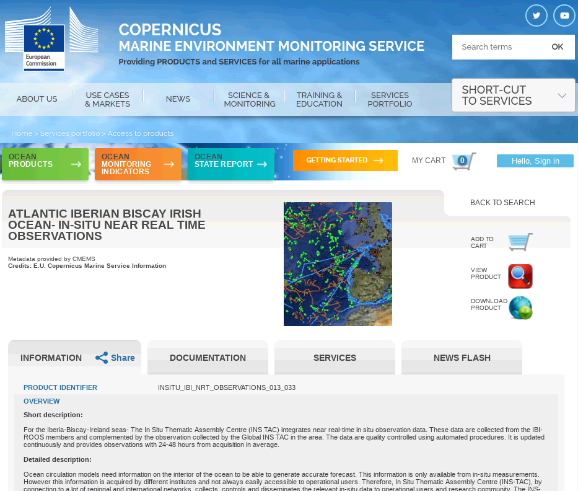 COPERNICUS
MARINE ENVIRONMENT MONITORING SERVICE
Providing PRODUCTS and SERVICES for all marine applications
European
Commission
Search terms
OK
ABOUT US
USE CASES
& MARKETS
NEWS
SCIENCE &
MONITORING
TRAINING &
EDUCATION
SERVICES
PORTFOLIO
SHORT-CUT
TO SERVICES
Home > Services portfolio > Access to products
OCEAN
PRODUCTS
OCEAN
MONITORING
INDICATORS
OCEAN
STATE REPORT
GETTING STARTED
MY CART
0
Hello, Sign in
BACK TO SEARCH
ATLANTIC IBERIAN BISCAY IRISH
OCEAN- IN-SITU NEAR REAL TIME
OBSERVATIONS
Metadata provided by CMEMS
Credits: E.U. Copernicus Marine Service Information
ADD TO
CART
VIEW
PRODUCT
DOWNLOAD
PRODUCT
INFORMATION
Share
DOCUMENTATION
SERVICES
NEWS FLASH
PRODUCT IDENTIFIER
INSITU_IBI_NRT_OBSERVATIONS_013_033
OVERVIEW
Short description:
For the Iberia-Biscay-Ireland seas- The In Situ Thematic Assembly Centre (INS TAC) integrates near real-time in situ observation data. These data are collected from the IBI-
ROOS members and complemented by the observation collected by the Global INS TAC in the area. The data are quality controlled using automated procedures. It is updated
continuously and provides observations with 24-48 hours from acquisition in average.
Detailed description:
Ocean circulation models need information on the interior of the ocean to be able to generate accurate forecast. This information is only available from in-situ measurements.
However this information is acquired by different institutes and not always easily accessible to operational users. Therefore, In Situ Thematic Assembly Centre (INS-TAC), by
connecting to a lot of regional and international networks, collects, controls and disseminates the relevant in-situ data to operational users and research community. The INS-